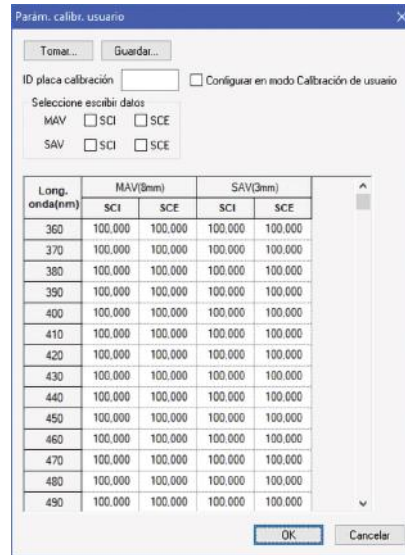 Parám. calibr. usuario
Tomar... Guardar...
ID placa calibración Configurar en modo Calibración de usuario
Seleccione escribir datos
MAV SCI SCE
SAV SCI SCE
Long. onda(nm) MAV(8mm) SAV(3mm)
SCI SCE SCI SCE
360 100,000 100,000 100,000 100,000
370 100,000 100,000 100,000 100,000
380 100,000 100,000 100,000 100,000
390 100,000 100,000 100,000 100,000
400 100,000 100,000 100,000 100,000
410 100,000 100,000 100,000 100,000
420 100,000 100,000 100,000 100,000
430 100,000 100,000 100,000 100,000
440 100,000 100,000 100,000 100,000
450 100,000 100,000 100,000 100,000
460 100,000 100,000 100,000 100,000
470 100,000 100,000 100,000 100,000
480 100,000 100,000 100,000 100,000
490 100,000 100,000 100,000 100,000
OK Cancelar